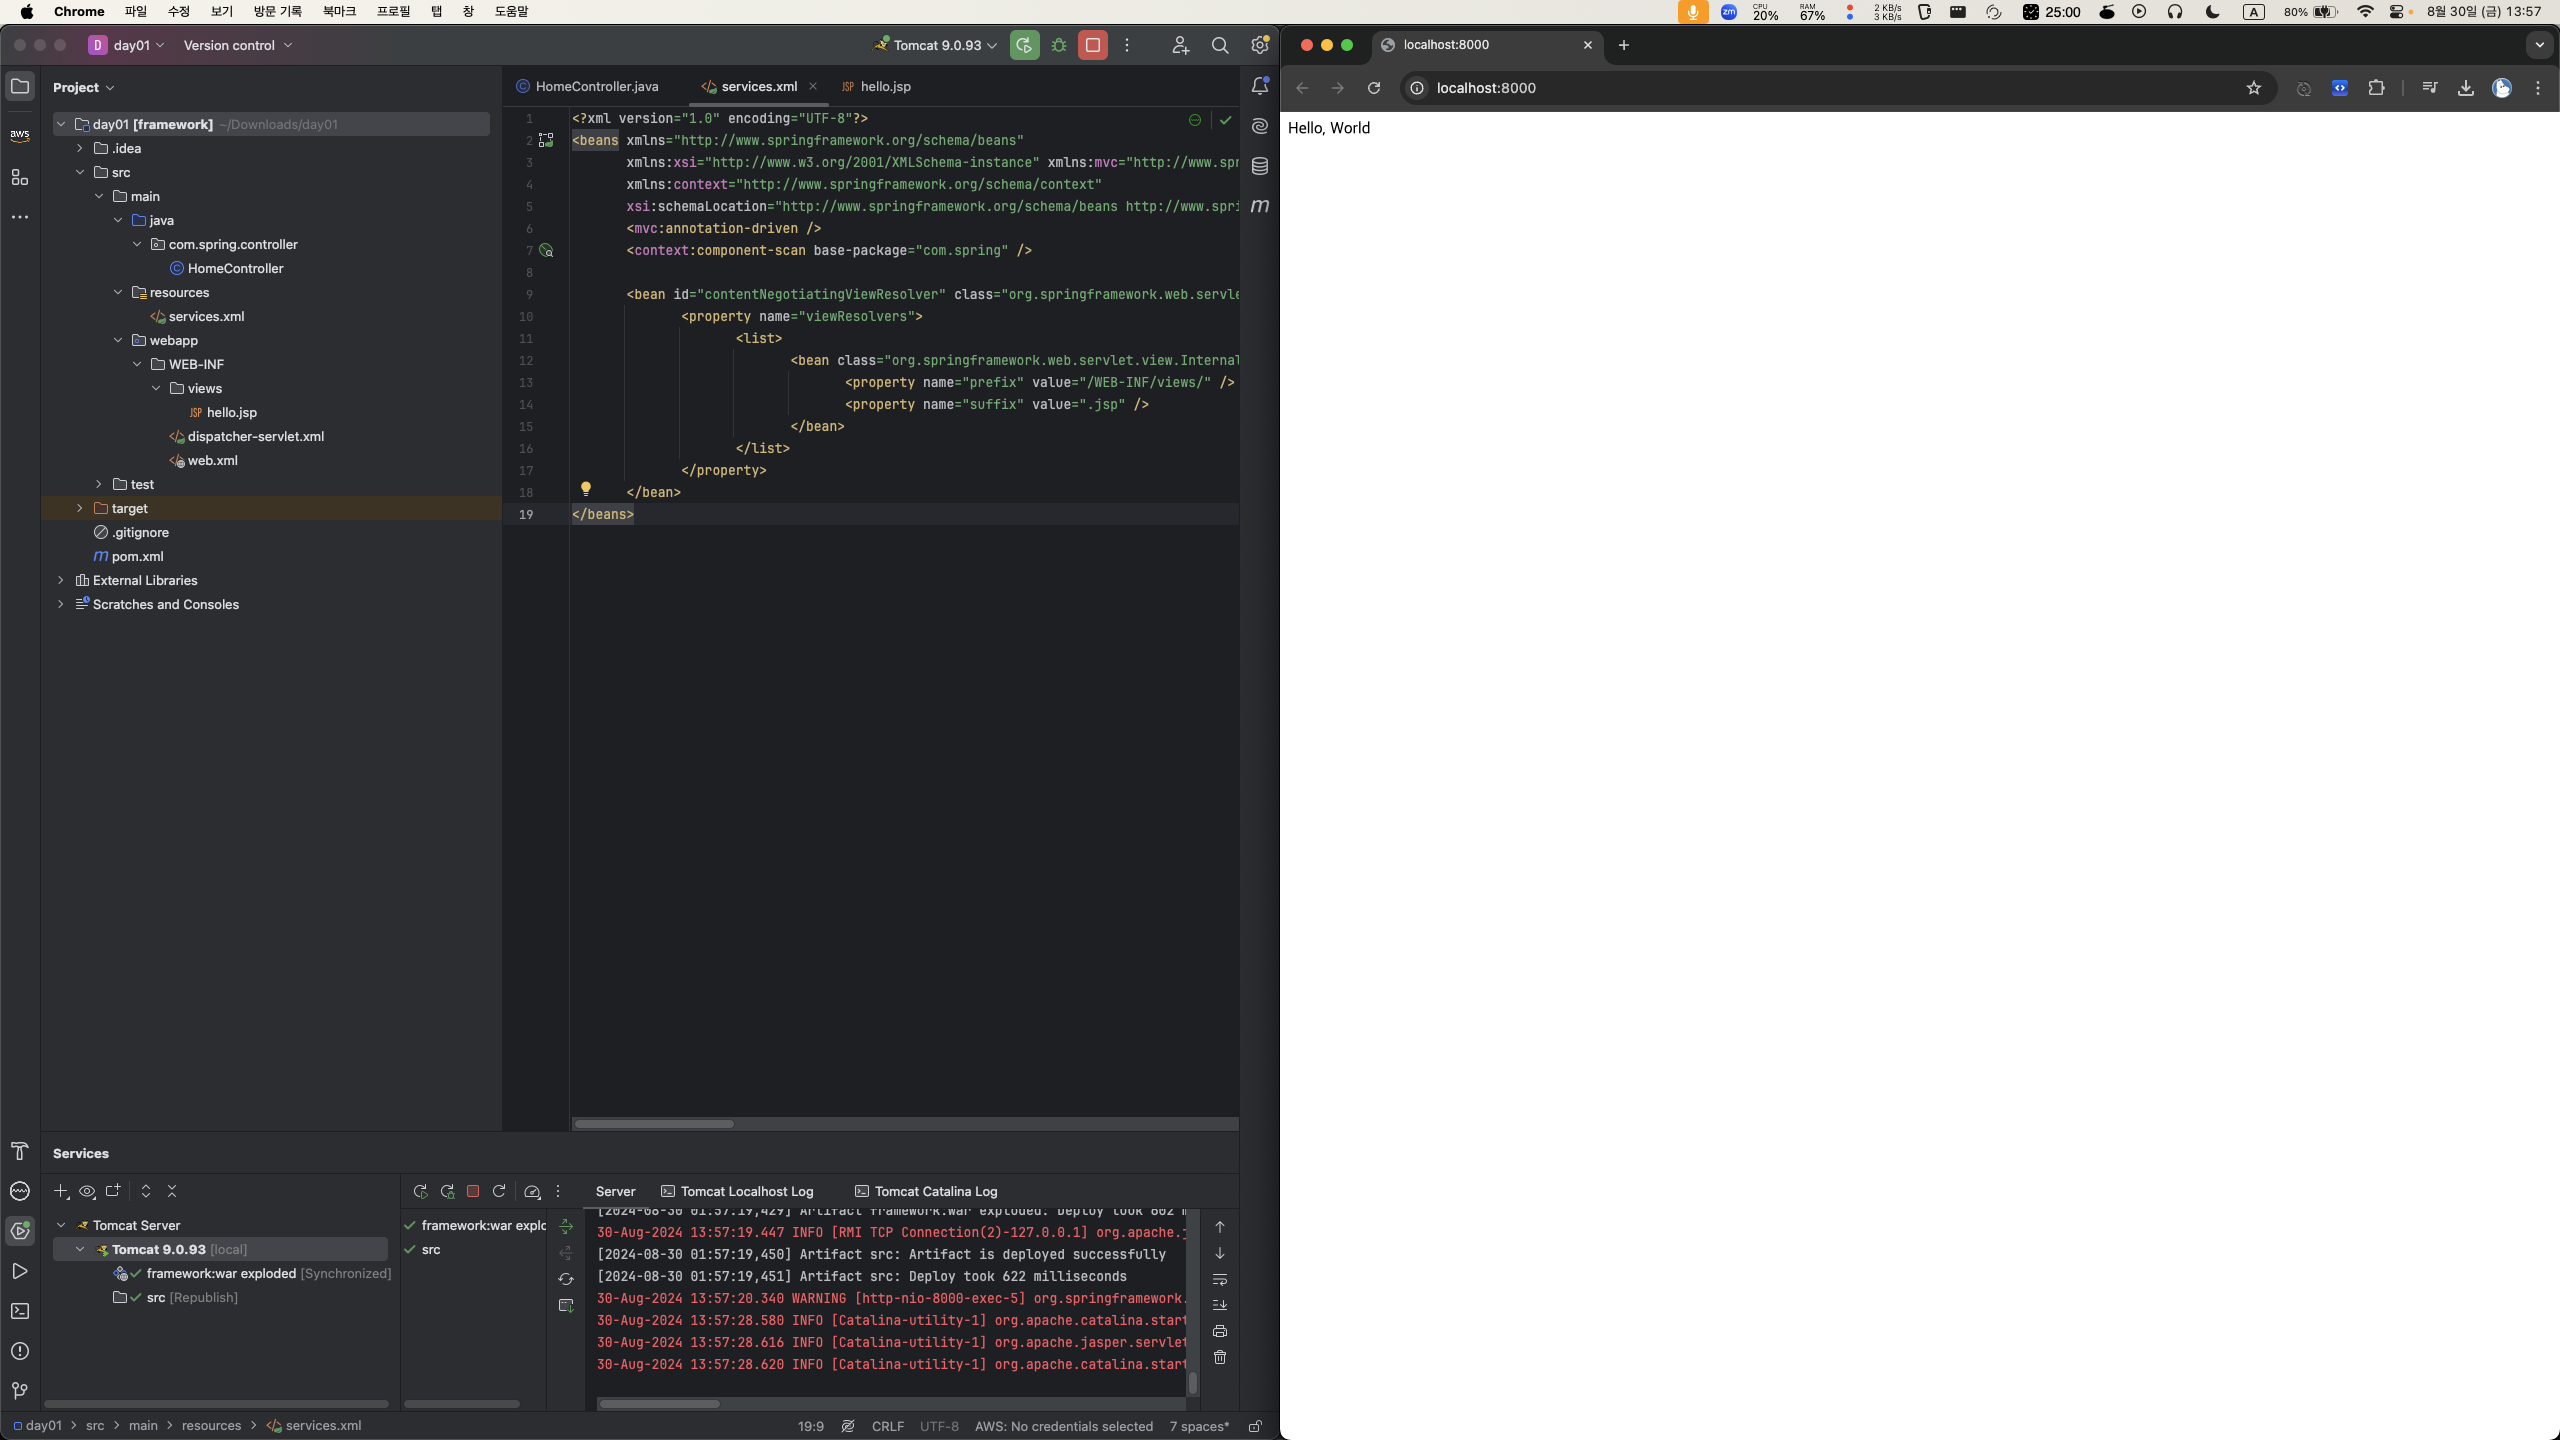 Chrome 파일 수정 보기 방문 기록 북마크 프로필 탭 창 도움말
zm CPU 20% RAM 67% 2 KB/s 3 KB/s 25:00 A 80% 8월 30일 (금) 13:57
D day01 Version control Tomcat 9.0.93
Project
day01 [framework] ~/Downloads/day01
.idea
src
main
java
com.spring.controller
HomeController
resources
services.xml
webapp
WEB-INF
views
JSP hello.jsp
dispatcher-servlet.xml
web.xml
test
target
.gitignore
m pom.xml
External Libraries
Scratches and Consoles
aws
HomeController.java services.xml JSP hello.jsp
1 <?xml version="1.0" encoding="UTF-8"?>
2 <beans xmlns="http://www.springframework.org/schema/beans"
3 xmlns:xsi="http://www.w3.org/2001/XMLSchema-instance" xmlns:mvc="http://www.spr
4 xmlns:context="http://www.springframework.org/schema/context"
5 xsi:schemaLocation="http://www.springframework.org/schema/beans http://www.spri
6 <mvc:annotation-driven />
7 <context:component-scan base-package="com.spring" />
8
9 <bean id="contentNegotiatingViewResolver" class="org.springframework.web.servle
10 <property name="viewResolvers">
11 <list>
12 <bean class="org.springframework.web.servlet.view.Internal
13 <property name="prefix" value="/WEB-INF/views/" />
14 <property name="suffix" value=".jsp" />
15 </bean>
16 </list>
17 </property>
18 </bean>
19 </beans>
m
Services
Server Tomcat Localhost Log Tomcat Catalina Log
Tomcat Server
Tomcat 9.0.93 [local]
framework:war exploded [Synchronized]
src [Republish]
framework:war explo
src
[2024-08-30 01:57:19,429] Artifact framework:war exploded: Deploy took 602 m
30-Aug-2024 13:57:19.447 INFO [RMI TCP Connection(2)-127.0.0.1] org.apache.j
[2024-08-30 01:57:19,450] Artifact src: Artifact is deployed successfully
[2024-08-30 01:57:19,451] Artifact src: Deploy took 622 milliseconds
30-Aug-2024 13:57:20.340 WARNING [http-nio-8000-exec-5] org.springframework.
30-Aug-2024 13:57:28.580 INFO [Catalina-utility-1] org.apache.catalina.start
30-Aug-2024 13:57:28.616 INFO [Catalina-utility-1] org.apache.jasper.servlet
30-Aug-2024 13:57:28.620 INFO [Catalina-utility-1] org.apache.catalina.start
day01 > src > main > resources > services.xml
19:9 CRLF UTF-8 AWS: No credentials selected 7 spaces*
localhost:8000
localhost:8000
Hello, World